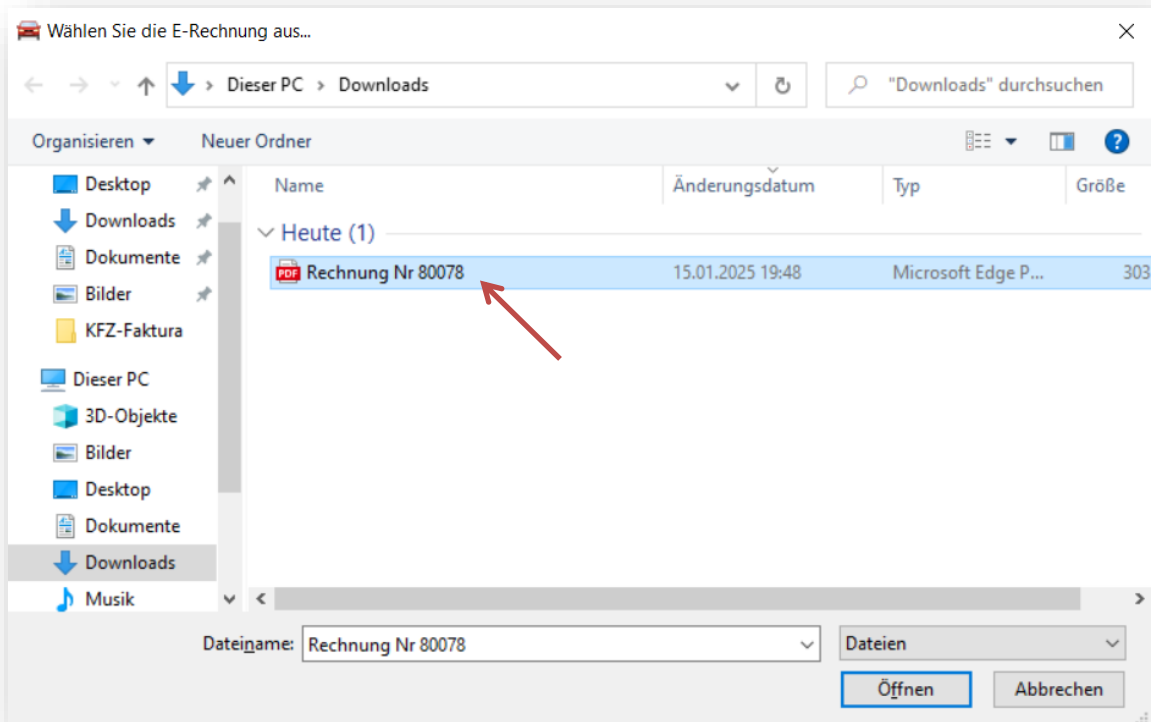 Wählen Sie die E-Rechnung aus...
Dieser PC › Downloads
"Downloads" durchsuchen
Organisieren
Neuer Ordner
?
Desktop
Downloads
Dokumente
Bilder
KFZ-Faktura
Dieser PC
3D-Objekte
Bilder
Desktop
Dokumente
Downloads
Musik
Name Änderungsdatum Typ Größe
Heute (1)
PDF Rechnung Nr 80078 15.01.2025 19:48 Microsoft Edge P... 303
Dateiname: Rechnung Nr 80078 Dateien
Öffnen Abbrechen